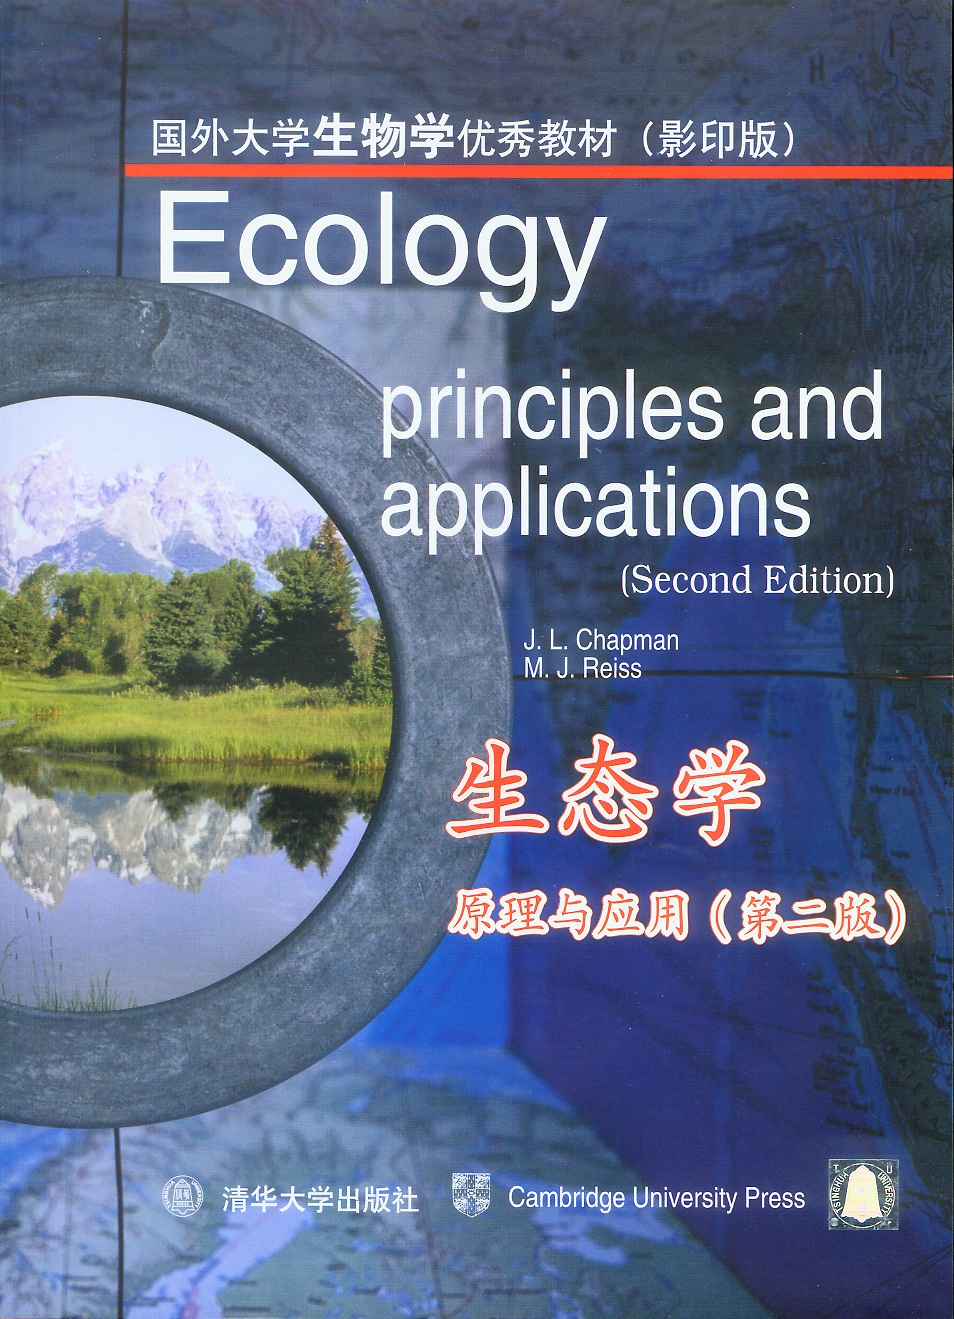 国外大学生物学优秀教材（影印版）
Ecology
principles and
applications
(Second Edition)
J. L. Chapman
M. J. Reiss
生态学
原理与应用（第二版）
清华大学出版社
Cambridge University Press
TSINGHUA UNIVERSITY